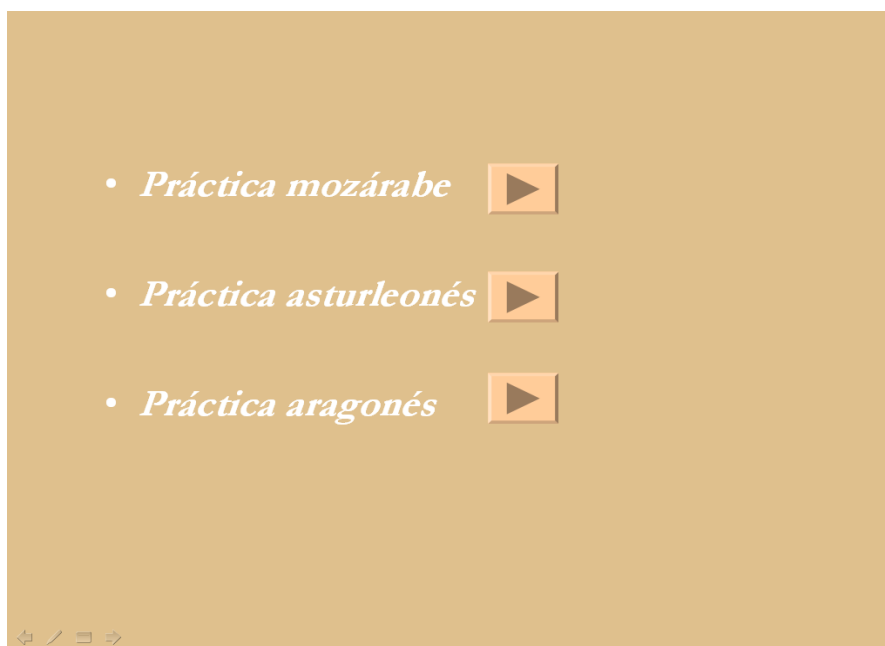 • Práctica mozárabe
• Práctica asturleonés
• Práctica aragonés